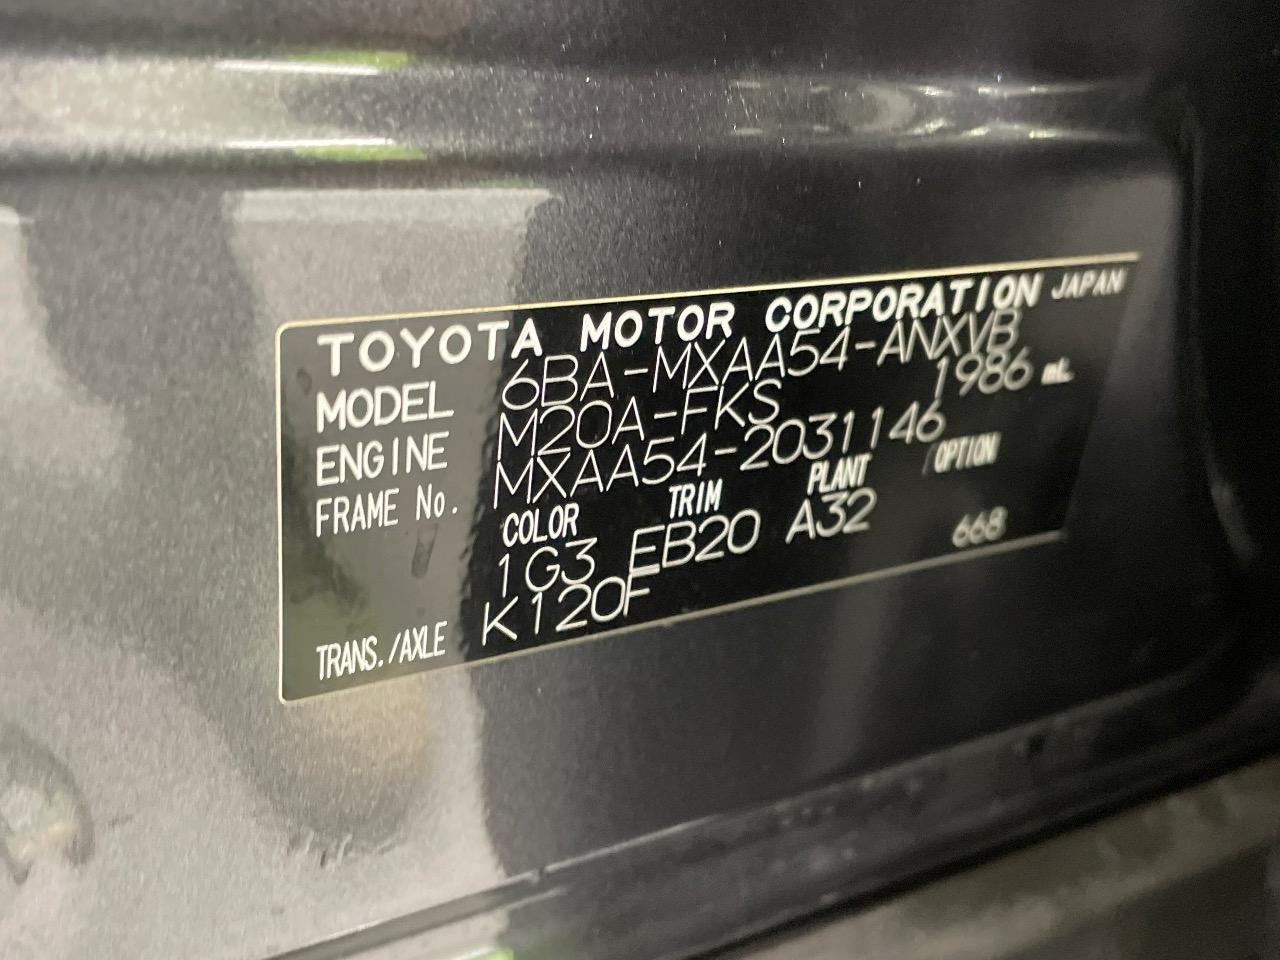 TOYOTA MOTOR CORPORATION JAPAN
MODEL 6BA-MXAA54-ANXVB
ENGINE M20A-FKS 1986 mL
FRAME No. MXAA54-2031146
COLOR TRIM PLANT OPTION
1G3 EB20 A32 668
TRANS./AXLE K120F